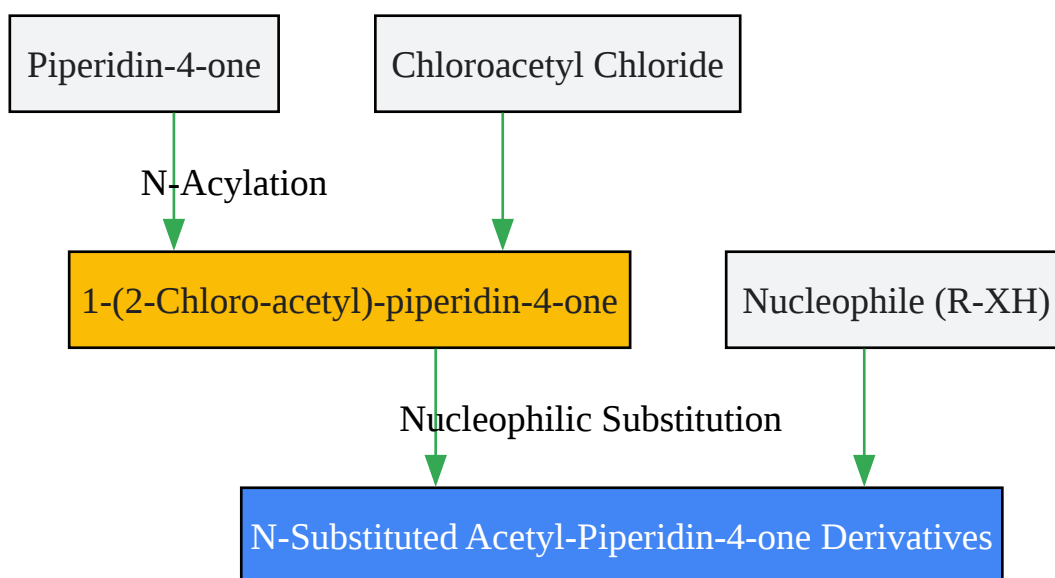 Piperidin-4-one
Chloroacetyl Chloride
N-Acylation
1-(2-Chloro-acetyl)-piperidin-4-one
Nucleophile (R-XH)
Nucleophilic Substitution
N-Substituted Acetyl-Piperidin-4-one Derivatives